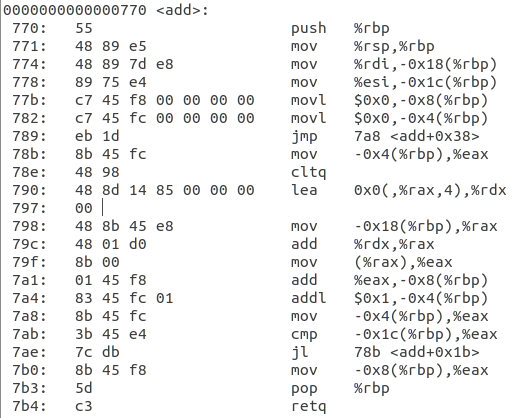 0000000000000770 <add>:
 770:	55                   	push   %rbp
 771:	48 89 e5             	mov    %rsp,%rbp
 774:	48 89 7d e8          	mov    %rdi,-0x18(%rbp)
 778:	89 75 e4             	mov    %esi,-0x1c(%rbp)
 77b:	c7 45 f8 00 00 00 00 	movl   $0x0,-0x8(%rbp)
 782:	c7 45 fc 00 00 00 00 	movl   $0x0,-0x4(%rbp)
 789:	eb 1d                	jmp    7a8 <add+0x38>
 78b:	8b 45 fc             	mov    -0x4(%rbp),%eax
 78e:	48 98                	cltq
 790:	48 8d 14 85 00 00 00 	lea    0x0(,%rax,4),%rdx
 797:	00
 798:	48 8b 45 e8          	mov    -0x18(%rbp),%rax
 79c:	48 01 d0             	add    %rdx,%rax
 79f:	8b 00                	mov    (%rax),%eax
 7a1:	01 45 f8             	add    %eax,-0x8(%rbp)
 7a4:	83 45 fc 01          	addl   $0x1,-0x4(%rbp)
 7a8:	8b 45 fc             	mov    -0x4(%rbp),%eax
 7ab:	3b 45 e4             	cmp    -0x1c(%rbp),%eax
 7ae:	7c db                	jl     78b <add+0x1b>
 7b0:	8b 45 f8             	mov    -0x8(%rbp),%eax
 7b3:	5d                   	pop    %rbp
 7b4:	c3                   	retq